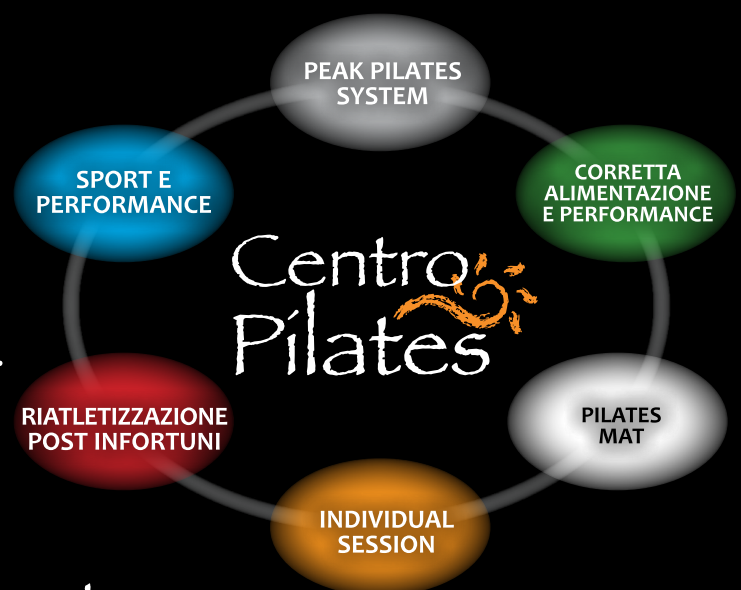 PEAK PILATES
SYSTEM
SPORT E
PERFORMANCE
CORRETTA
ALIMENTAZIONE
E PERFORMANCE
Centro
Pilates
RIATLETIZZAZIONE
POST INFORTUNI
PILATES
MAT
INDIVIDUAL
SESSION